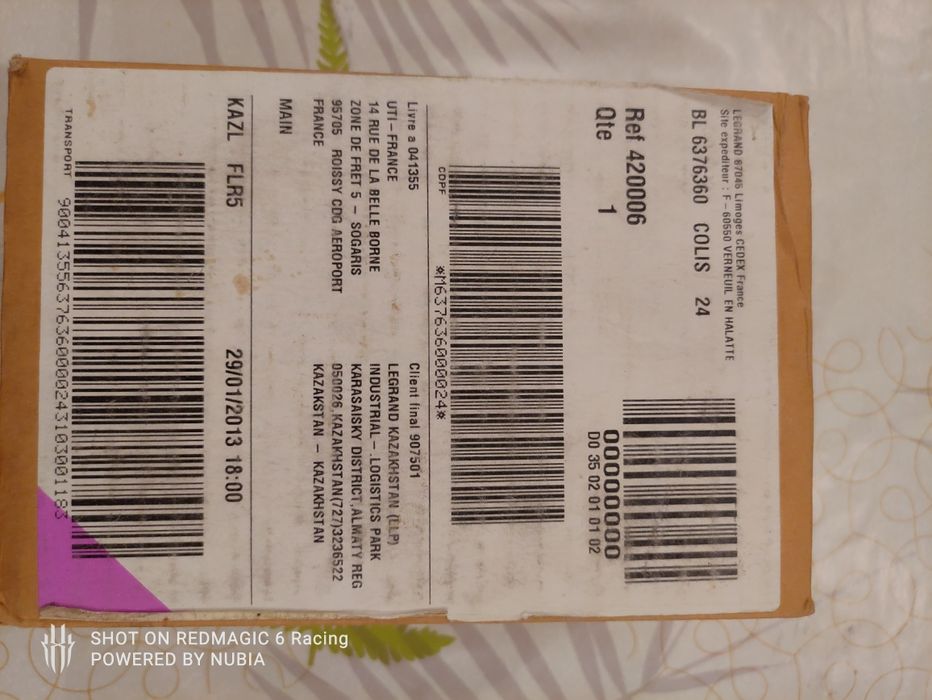 LEGRAND 87045 Limoges CEDEX France
Site expediteur : F - 60550 VERNEUIL EN HALATTE
BL 6376360 COLIS 24
Ref 420006
Qte 1
00000000
D0 35 02 01 01 02
CDPF
*M6376360000024*
Livre a 041355
UTI-FRANCE
14 RUE DE LA BELLE BORNE
ZONE DE FRET 5 - SOGARIS
95705 ROISSY CDG AEROPORT
FRANCE
MAIN
Client final 907501
LEGRAND KAZAKHSTAN (LLP)
INDUSTRIAL-.LOGISTICS PARK
KARASAISKY DISTRICT,ALMATY REG
050026,KAZAKHSTAN(727)3236522
KAZAKSTAN - KAZAKHSTAN
KAZL FLR5 29/01/2013 18:00
TRANSPORT
9004135563763600000243103001183
SHOT ON REDMAGIC 6 Racing
POWERED BY NUBIA